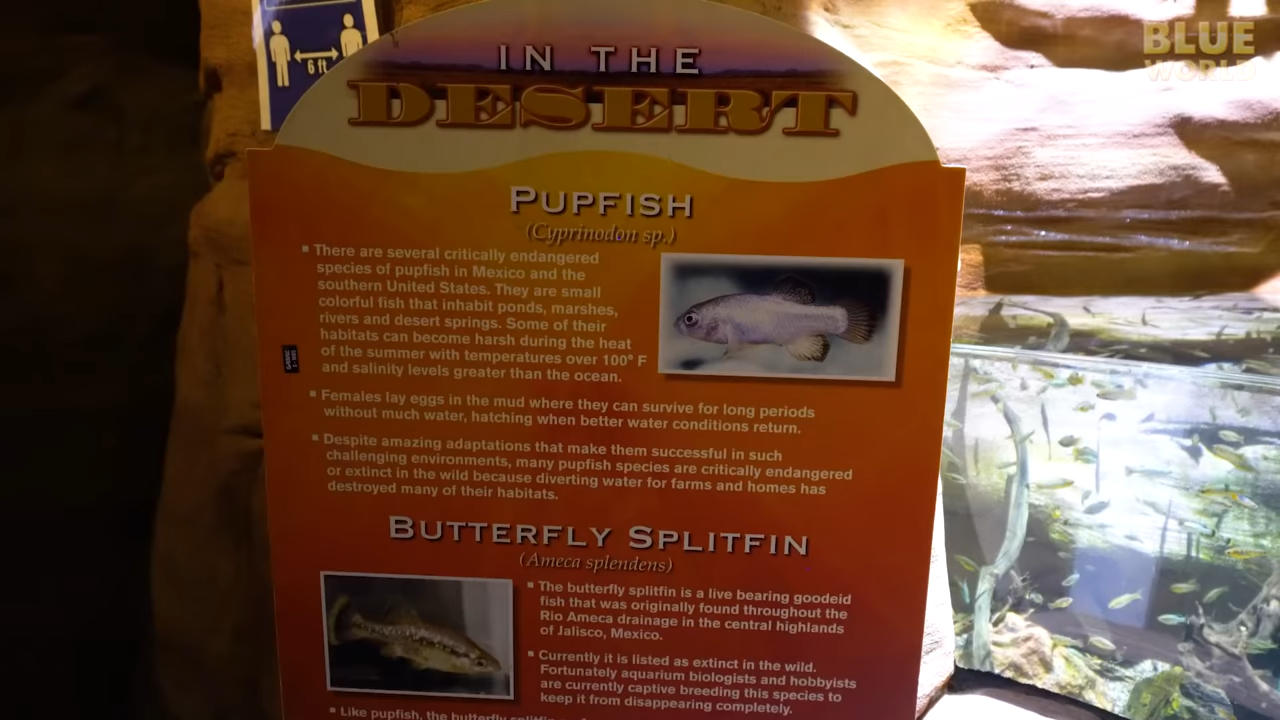 6 ft
BLUE
WORLD
IN THE
DESERT
PUPFISH
(Cyprinodon sp.)
▪ There are several critically endangered
species of pupfish in Mexico and the
southern United States. They are small
colorful fish that inhabit ponds, marshes,
rivers and desert springs. Some of their
habitats can become harsh during the heat
of the summer with temperatures over 100° F
and salinity levels greater than the ocean.
▪ Females lay eggs in the mud where they can survive for long periods
without much water, hatching when better water conditions return.
▪ Despite amazing adaptations that make them successful in such
challenging environments, many pupfish species are critically endangered
or extinct in the wild because diverting water for farms and homes has
destroyed many of their habitats.
BUTTERFLY SPLITFIN
(Ameca splendens)
▪ The butterfly splitfin is a live bearing goodeid
fish that was originally found throughout the
Rio Ameca drainage in the central highlands
of Jalisco, Mexico.
▪ Currently it is listed as extinct in the wild.
Fortunately aquarium biologists and hobbyists
are currently captive breeding this species to
keep it from disappearing completely.
▪ Like pupfish, the butterfly